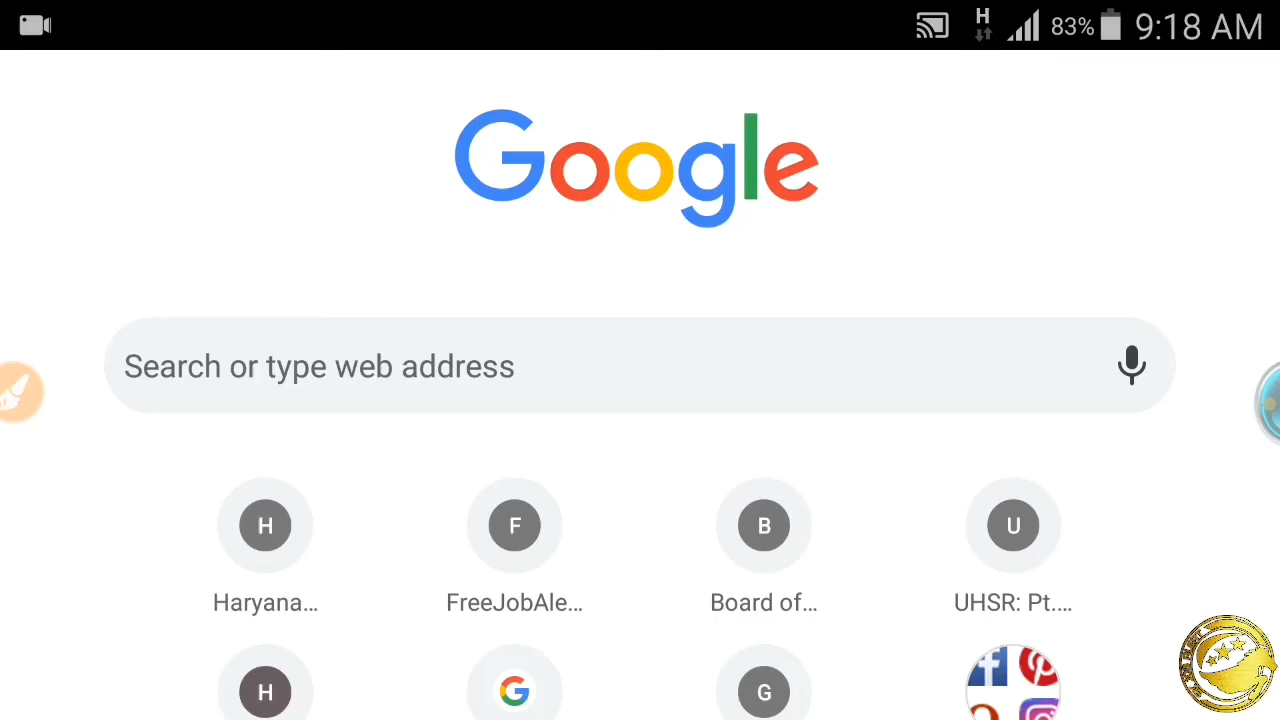 H
83% 9:18 AM
Google
Search or type web address
H F B U
Haryana... FreeJobAle... Board of... UHSR: Pt....
H G G